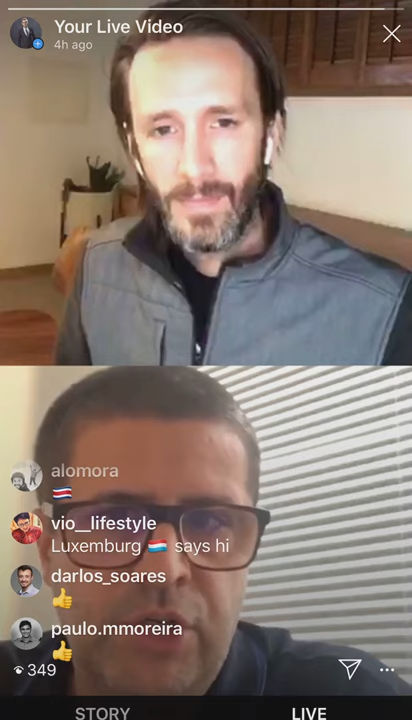 Your Live Video
4h ago
alomora
🇨🇷
vio__lifestyle
Luxemburg 🇱🇺 says hi
darlos_soares
👍
paulo.mmoreira
👍
349
STORY LIVE